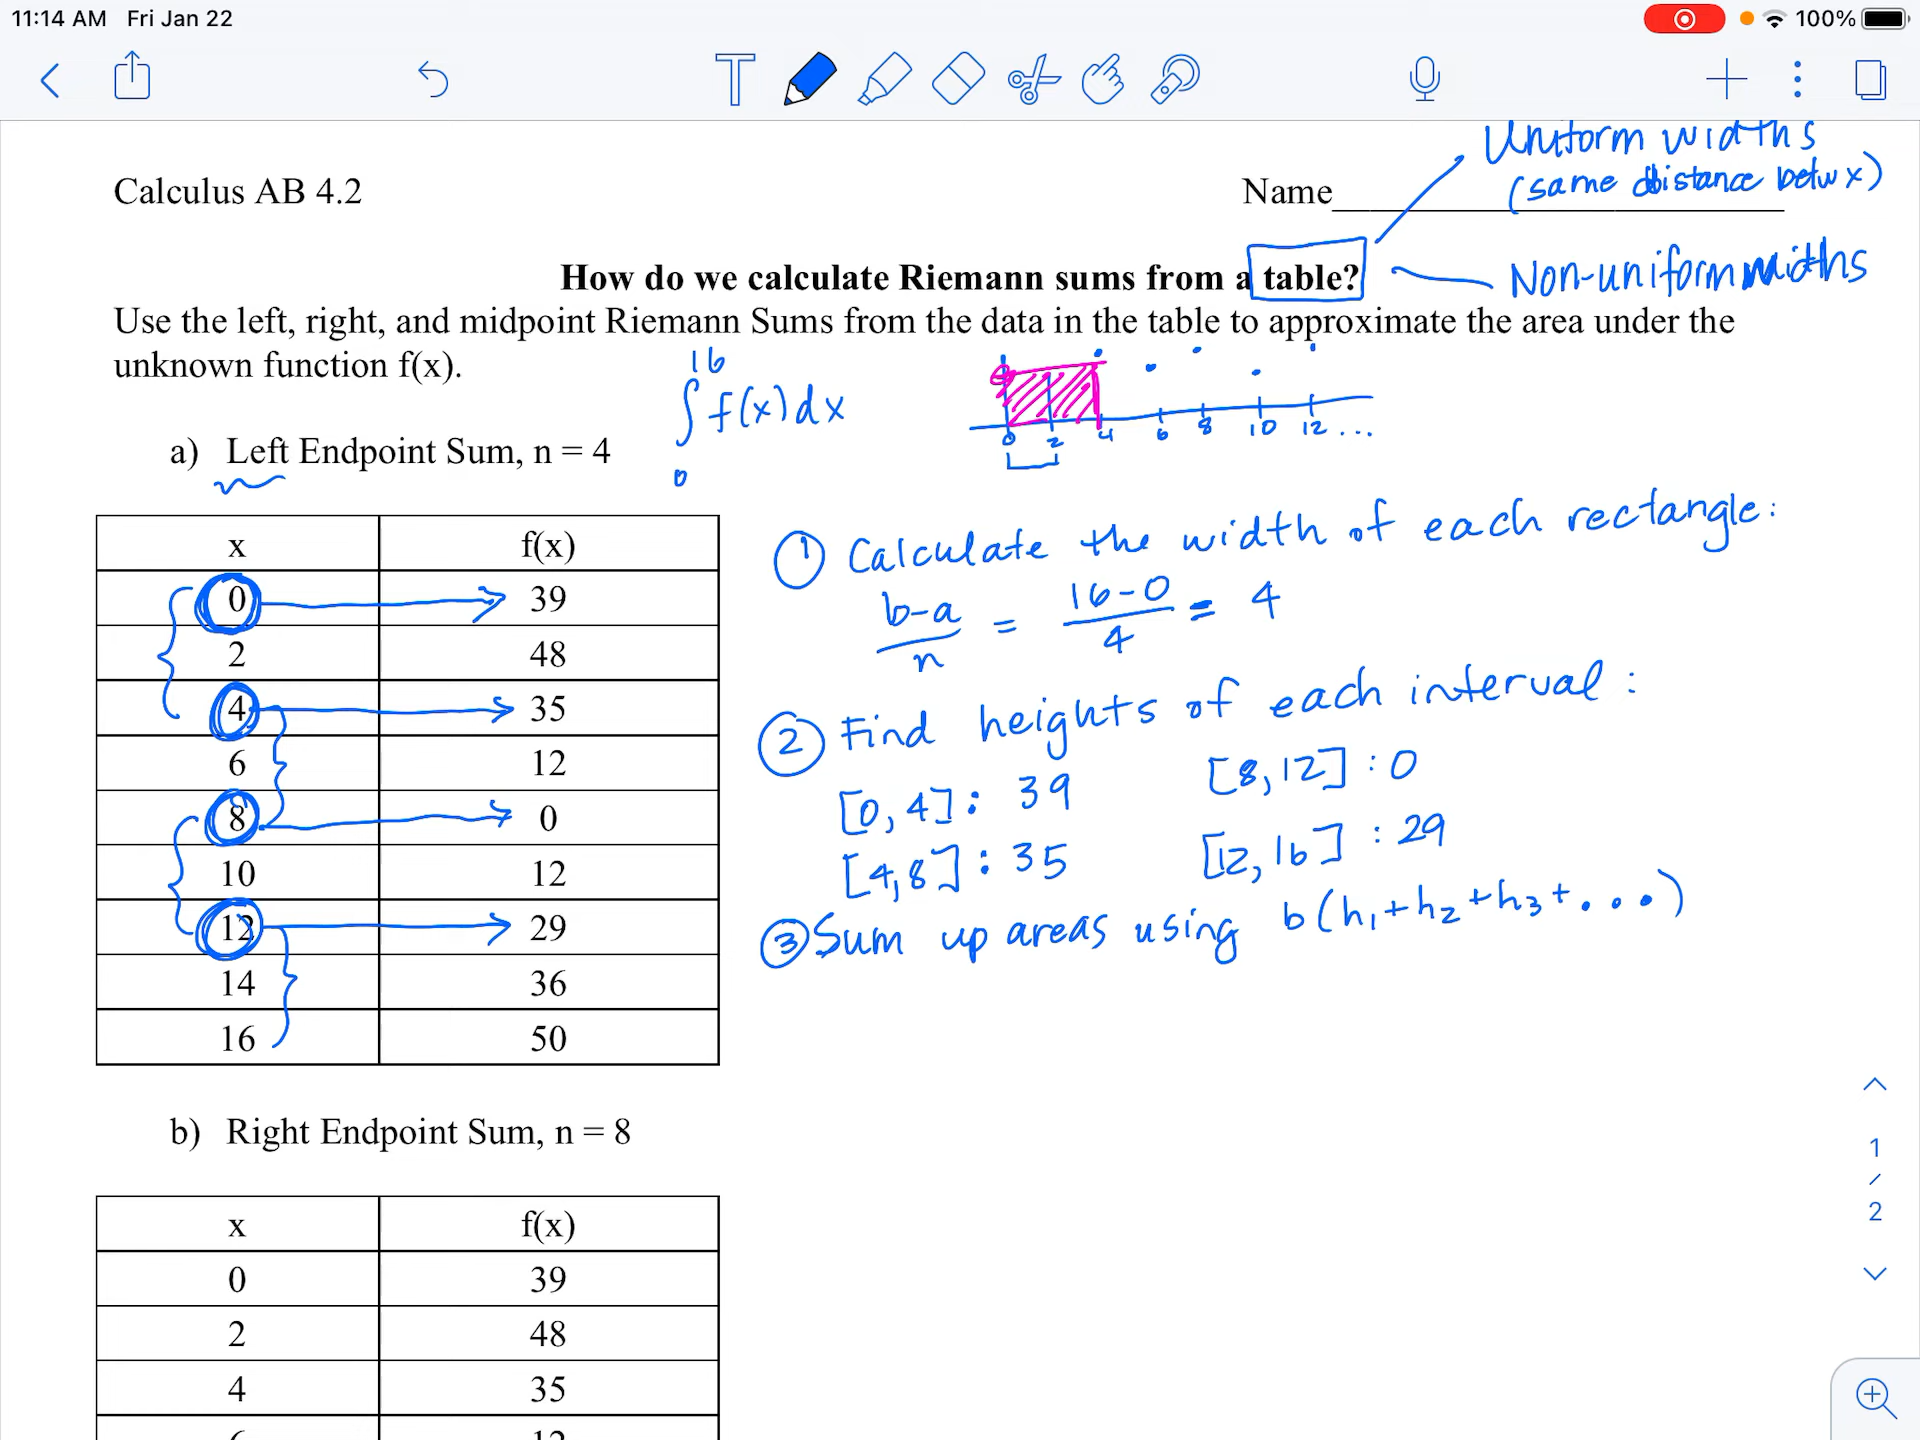 11:14 AM Fri Jan 22
100%
T
Uniform widths
(same distance betw x)
Calculus AB 4.2
Name
How do we calculate Riemann sums from a table?
Non-uniform widths
Use the left, right, and midpoint Riemann Sums from the data in the table to approximate the area under the
unknown function f(x).
16
∫ f(x)dx
0
0 2 4 6 8 10 12 ...
a) Left Endpoint Sum, n = 4
x f(x)
0 39
2 48
4 35
6 12
8 0
10 12
12 29
14 36
16 50
① Calculate the width of each rectangle:
b-a/n = 16-0/4 = 4
② Find heights of each interval:
[0,4]: 39 [8,12]: 0
[4,8]: 35 [12,16]: 29
③ Sum up areas using b(h₁+h₂+h₃+...)
b) Right Endpoint Sum, n = 8
x f(x)
0 39
2 48
4 35
1
/
2